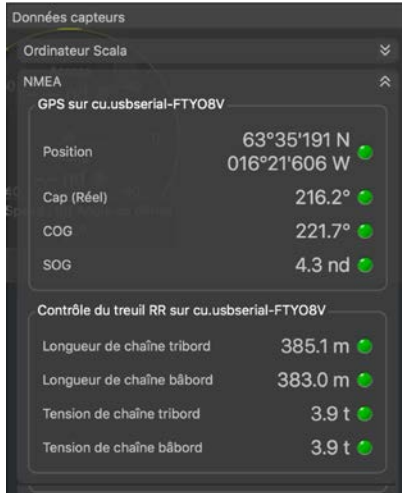 Données capteurs
Ordinateur Scala
NMEA
GPS sur cu.usbserial-FTYO8V
Position 63°35'191 N
016°21'606 W
Cap (Réel) 216.2°
COG 221.7°
SOG 4.3 nd
Contrôle du treuil RR sur cu.usbserial-FTYO8V
Longueur de chaîne tribord 385.1 m
Longueur de chaîne bâbord 383.0 m
Tension de chaîne tribord 3.9 t
Tension de chaîne bâbord 3.9 t